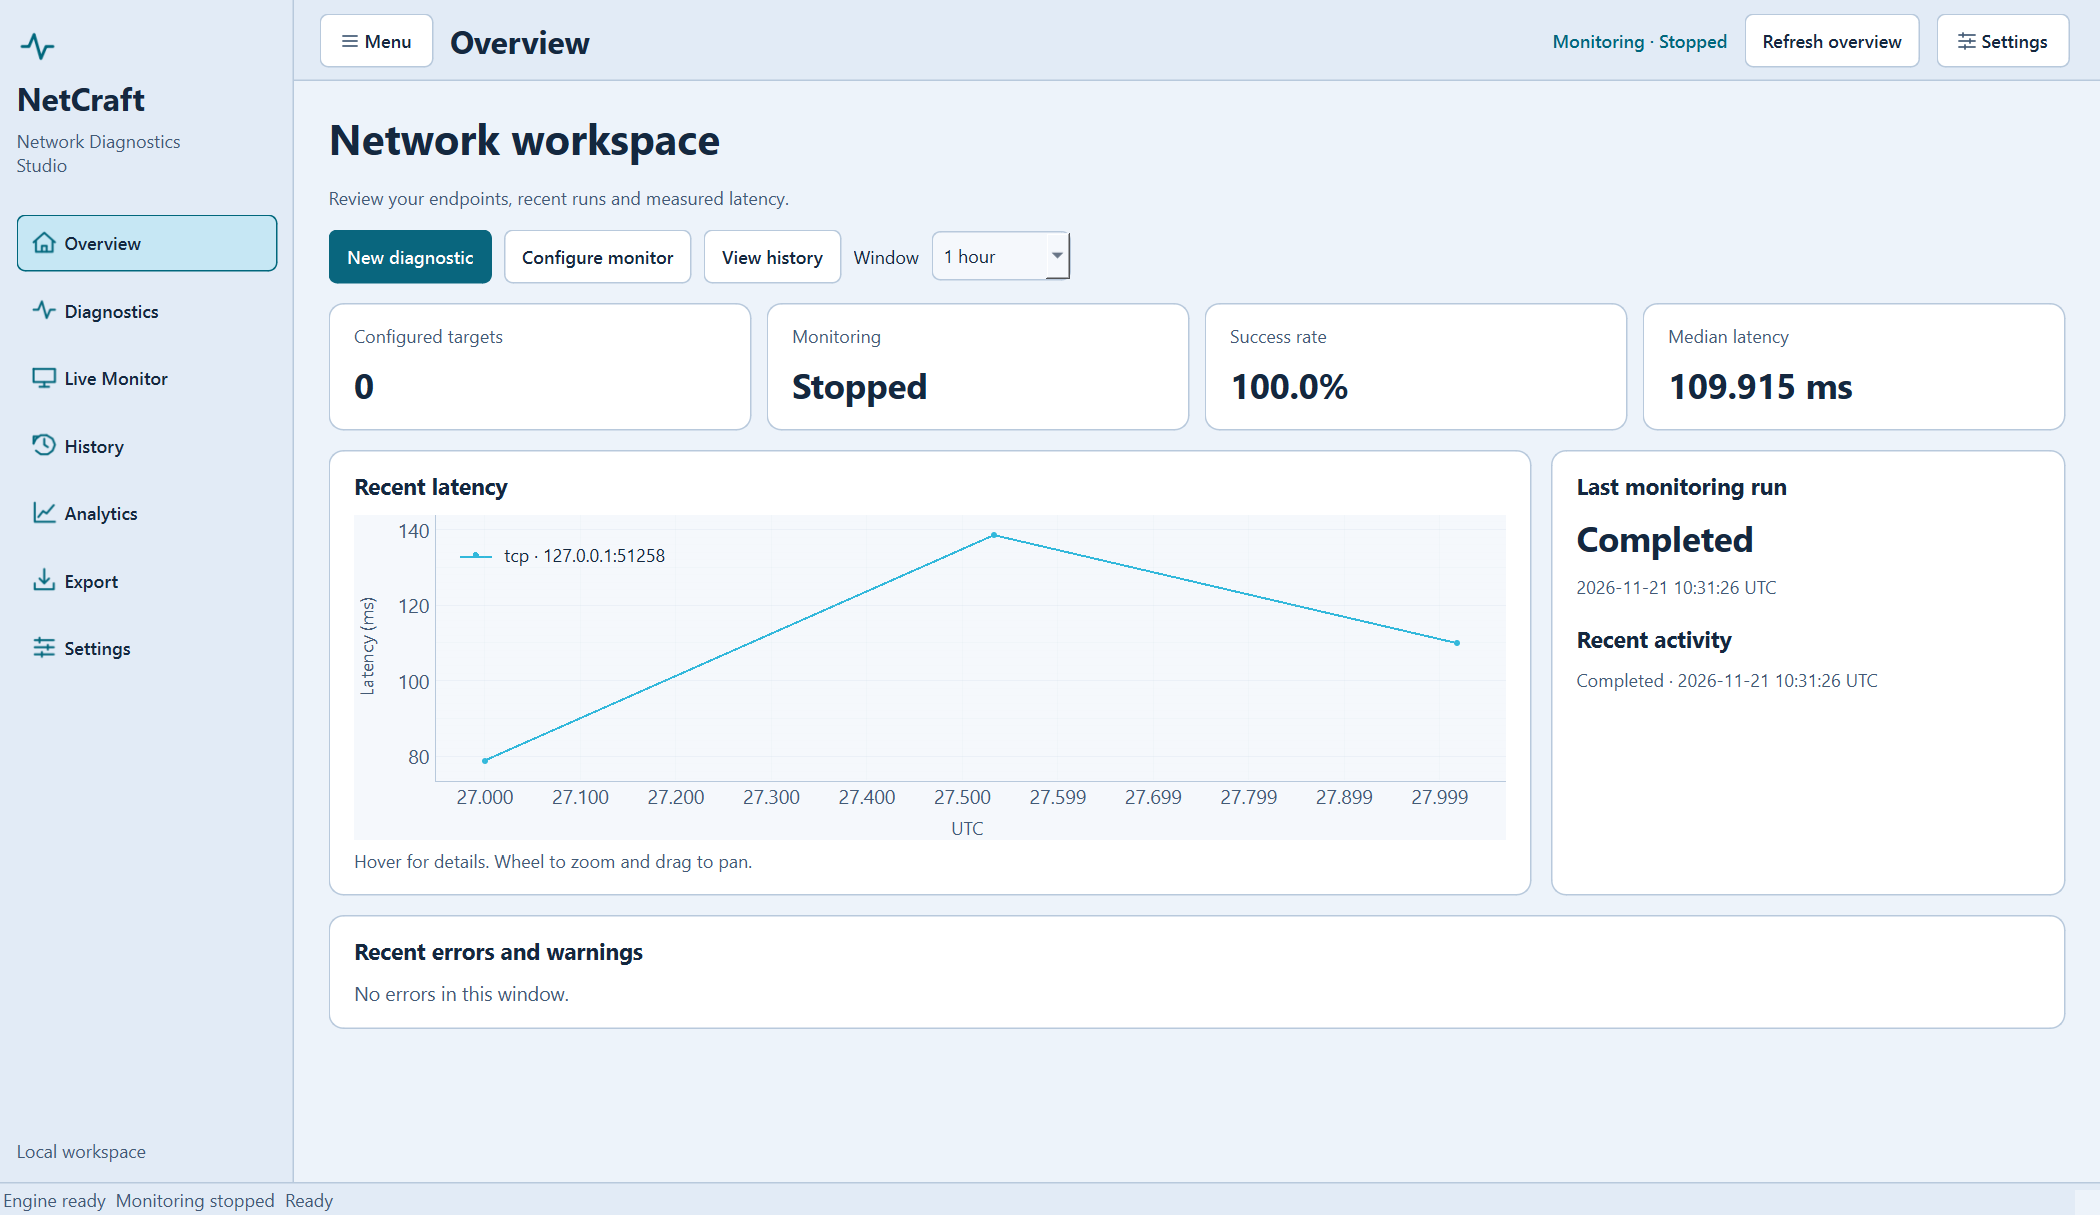 NetCraft
Network Diagnostics
Studio
Overview
Diagnostics
Live Monitor
History
Analytics
Export
Settings
Local workspace
Menu
Overview
Monitoring · Stopped
Refresh overview
Settings
Network workspace
Review your endpoints, recent runs and measured latency.
New diagnostic
Configure monitor
View history
Window
1 hour
Configured targets
0
Monitoring
Stopped
Success rate
100.0%
Median latency
109.915 ms
Recent latency
tcp · 127.0.0.1:51258
Latency (ms)
140
120
100
80
27.000 27.100 27.200 27.300 27.400 27.500 27.599 27.699 27.799 27.899 27.999
UTC
Hover for details. Wheel to zoom and drag to pan.
Last monitoring run
Completed
2026-11-21 10:31:26 UTC
Recent activity
Completed · 2026-11-21 10:31:26 UTC
Recent errors and warnings
No errors in this window.
Engine ready Monitoring stopped Ready